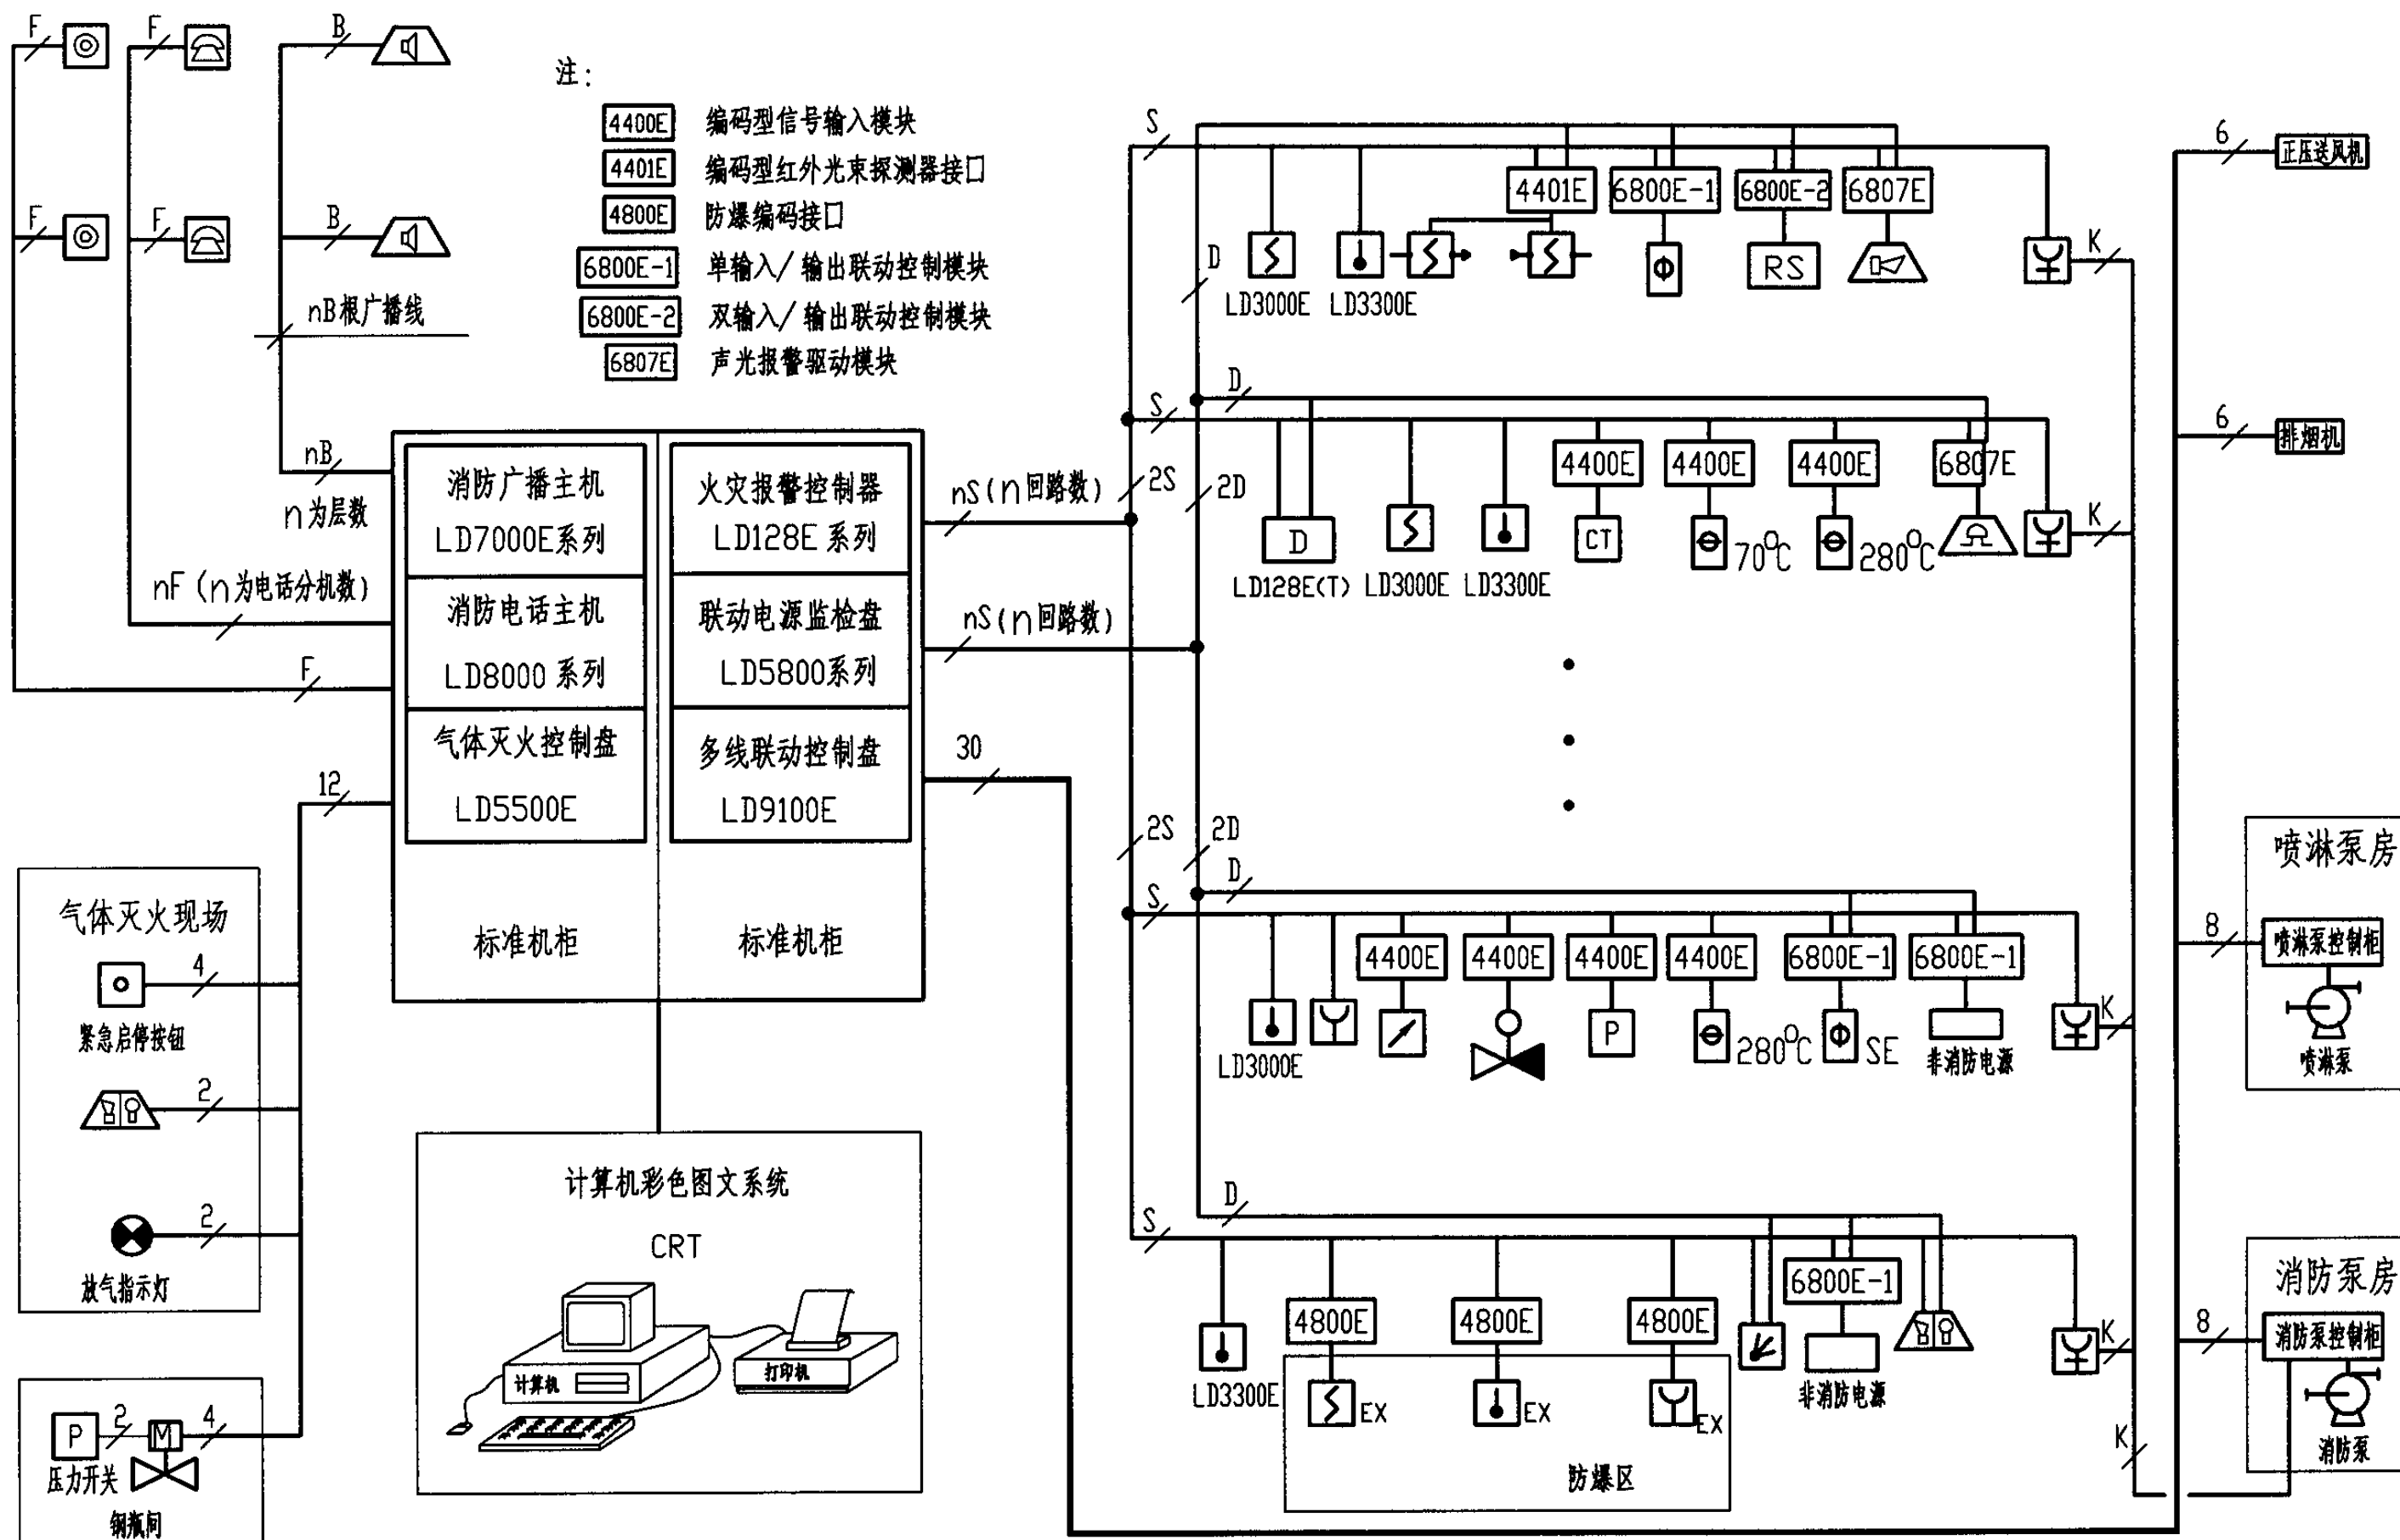 F
F
B
注:
4400E 编码型信号输入模块
4401E 编码型红外光束探测器接口
4800E 防爆编码接口
6800E-1 单输入/输出联动控制模块
6800E-2 双输入/输出联动控制模块
6807E 声光报警驱动模块
F
F
B
nB根广播线
nB
n为层数
nF(n为电话分机数)
F
12
消防广播主机
LD7000E系列
消防电话主机
LD8000系列
气体灭火控制盘
LD5500E
标准机柜
火灾报警控制器
LD128E系列
联动电源监检盘
LD5800系列
多线联动控制盘
LD9100E
标准机柜
nS(n回路数)
nS(n回路数)
30
气体灭火现场
4
紧急启停按钮
2
2
放气指示灯
P
2
M
4
压力开关
钢瓶间
计算机彩色图文系统
CRT
计算机
打印机
S
4401E
6800E-1
6800E-2
6807E
D
RS
K
LD3000E
LD3300E
D
S
4400E
4400E
4400E
6807E
2S
2D
D
CT
70℃
280℃
K
LD128E(T)
LD3000E
LD3300E
2S
2D
D
S
4400E
4400E
4400E
4400E
6800E-1
6800E-1
P
280℃
SE
K
LD3000E
非消防电源
D
S
6800E-1
4800E
4800E
4800E
K
LD3300E
EX
EX
EX
非消防电源
防爆区
K
6
正压送风机
6
排烟机
喷淋泵房
8
喷淋泵控制柜
喷淋泵
消防泵房
8
消防泵控制柜
消防泵